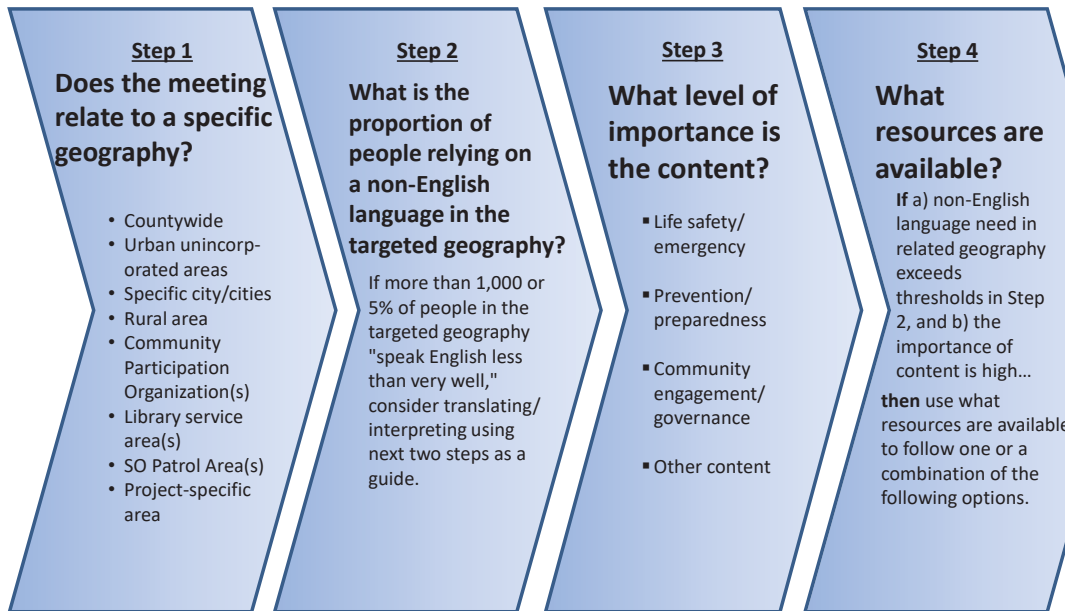 Step 1
Does the meeting
relate to a specific
geography?
• Countywide
• Urban unincorp-
orated areas
• Specific city/cities
• Rural area
• Community
Participation
Organization(s)
• Library service
area(s)
• SO Patrol Area(s)
• Project-specific
area
Step 2
What is the
proportion of
people relying on
a non-English
language in the
targeted geography?
If more than 1,000 or
5% of people in the
targeted geography
"speak English less
than very well,"
consider translating/
interpreting using
next two steps as a
guide.
Step 3
What level of
importance is
the content?
▪ Life safety/
emergency
▪ Prevention/
preparedness
▪ Community
engagement/
governance
▪ Other content
Step 4
What
resources are
available?
If a) non-English
language need in
related geography
exceeds
thresholds in Step
2, and b) the
importance of
content is high...
then use what
resources are available
to follow one or a
combination of the
following options.